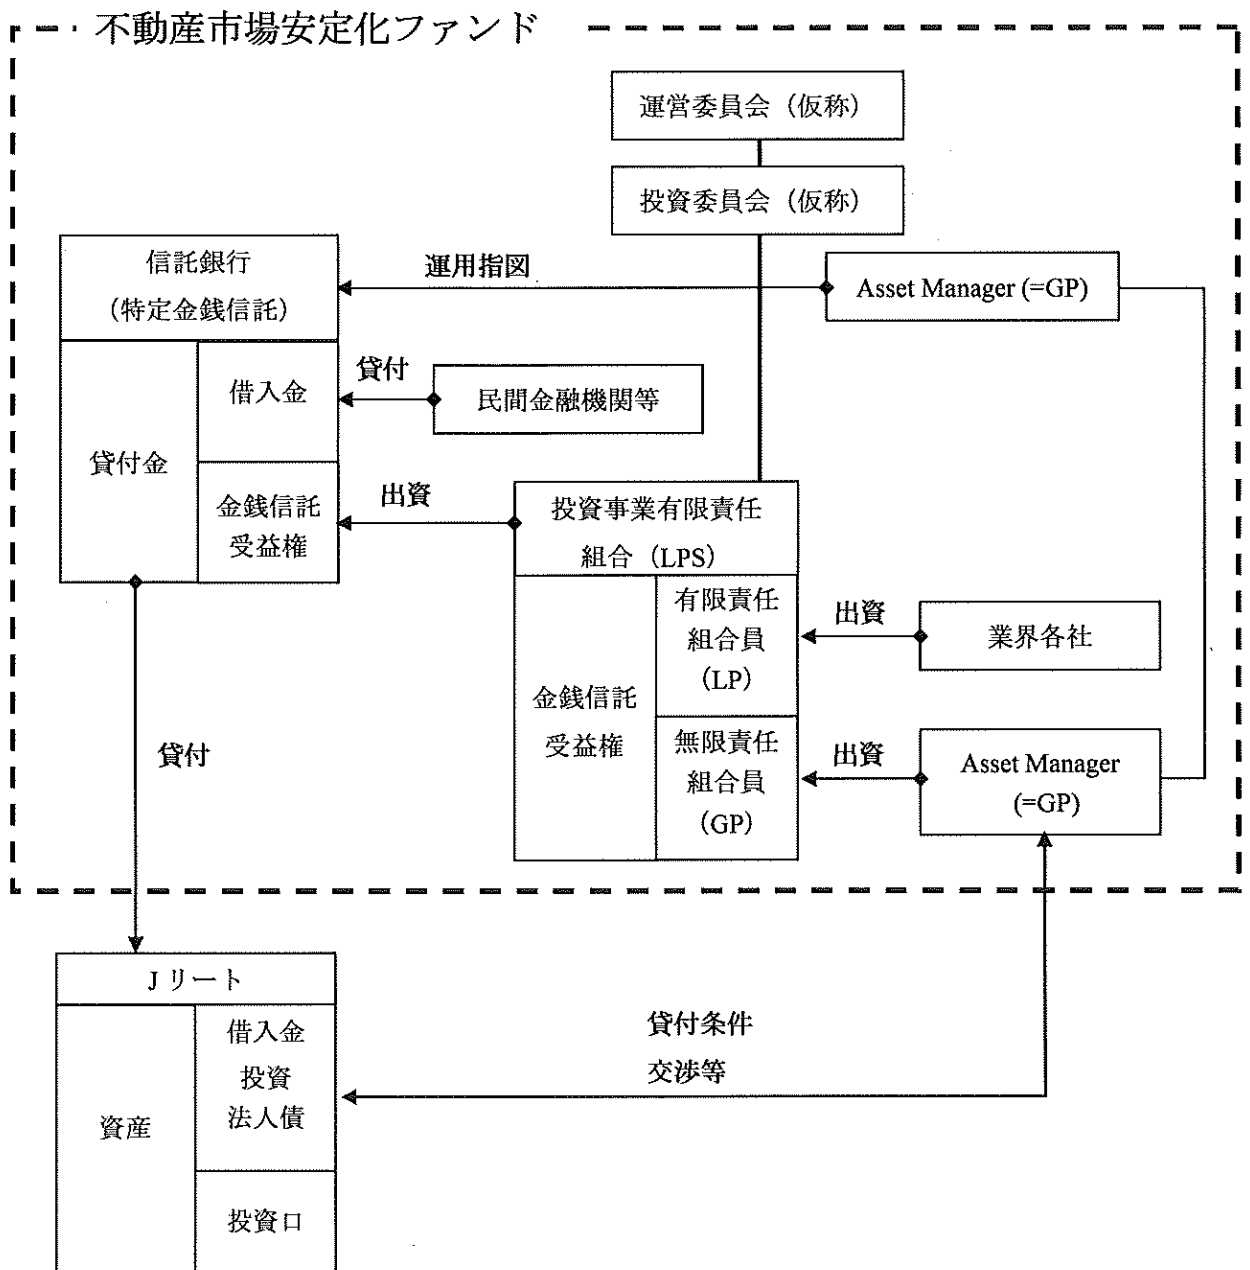 不動産市場安定化ファンド
運営委員会（仮称）
投資委員会（仮称）
信託銀行
（特定金銭信託）
運用指図
Asset Manager (=GP)
貸付金
借入金
貸付
民間金融機関等
金銭信託
受益権
出資
投資事業有限責任
組合（LPS）
金銭信託
受益権
有限責任
組合員
（LP）
出資
業界各社
無限責任
組合員
（GP）
出資
Asset Manager
(=GP)
貸付
Jリート
資産
借入金
投資
法人債
投資口
貸付条件
交渉等